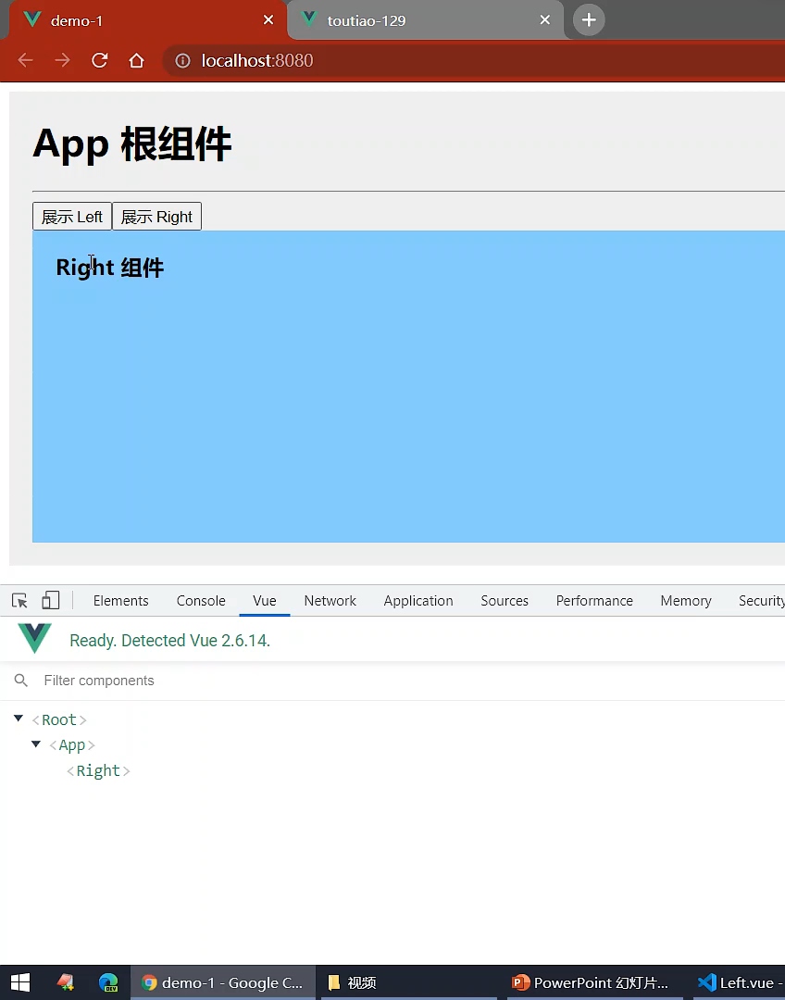 demo-1
toutiao-129
localhost:8080
App 根组件
展示 Left 展示 Right
Right 组件
Elements Console Vue Network Application Sources Performance Memory Security
Ready. Detected Vue 2.6.14.
Filter components
<Root>
<App>
<Right>
DEV demo-1 - Google C... 视频 PowerPoint 幻灯片... Left.vue -